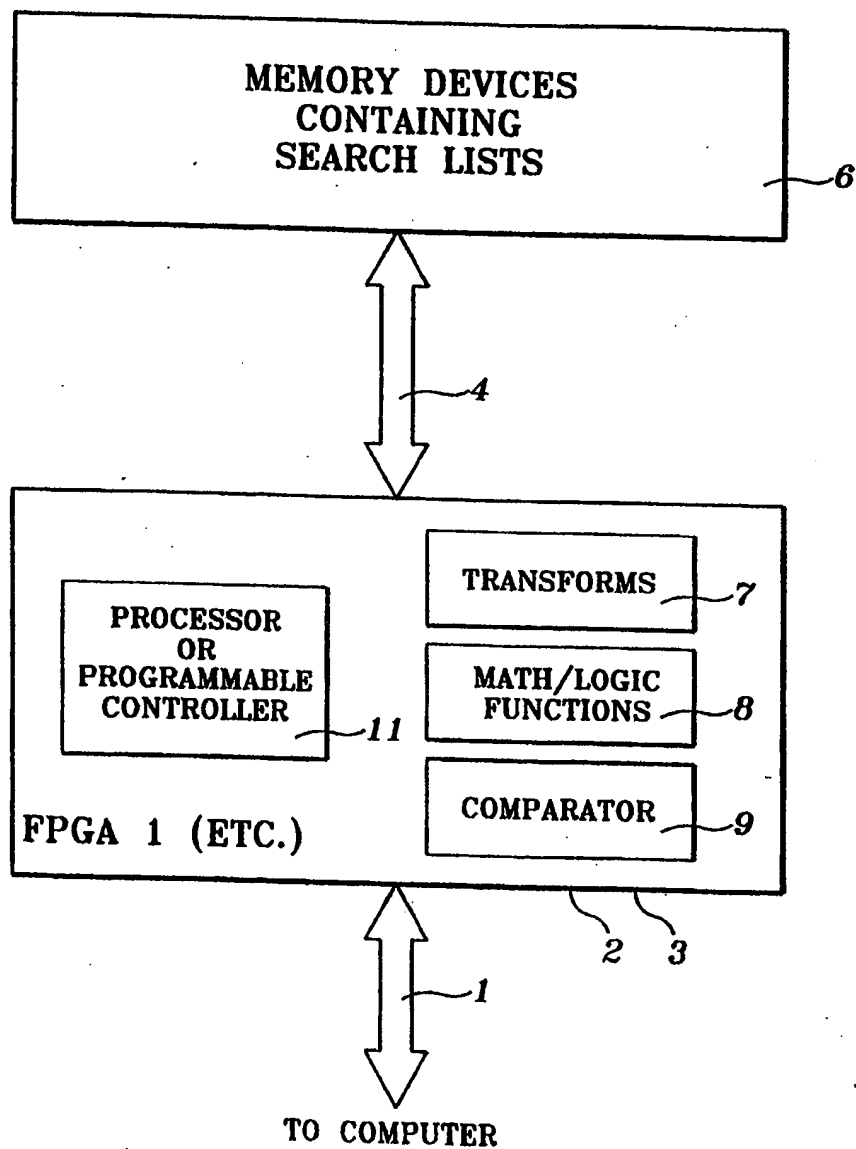 MEMORY DEVICES
CONTAINING
SEARCH LISTS
6
4
TRANSFORMS
7
PROCESSOR
OR
PROGRAMMABLE
CONTROLLER
11
MATH/LOGIC
FUNCTIONS
8
COMPARATOR
9
FPGA 1 (ETC.)
2
3
1
TO COMPUTER